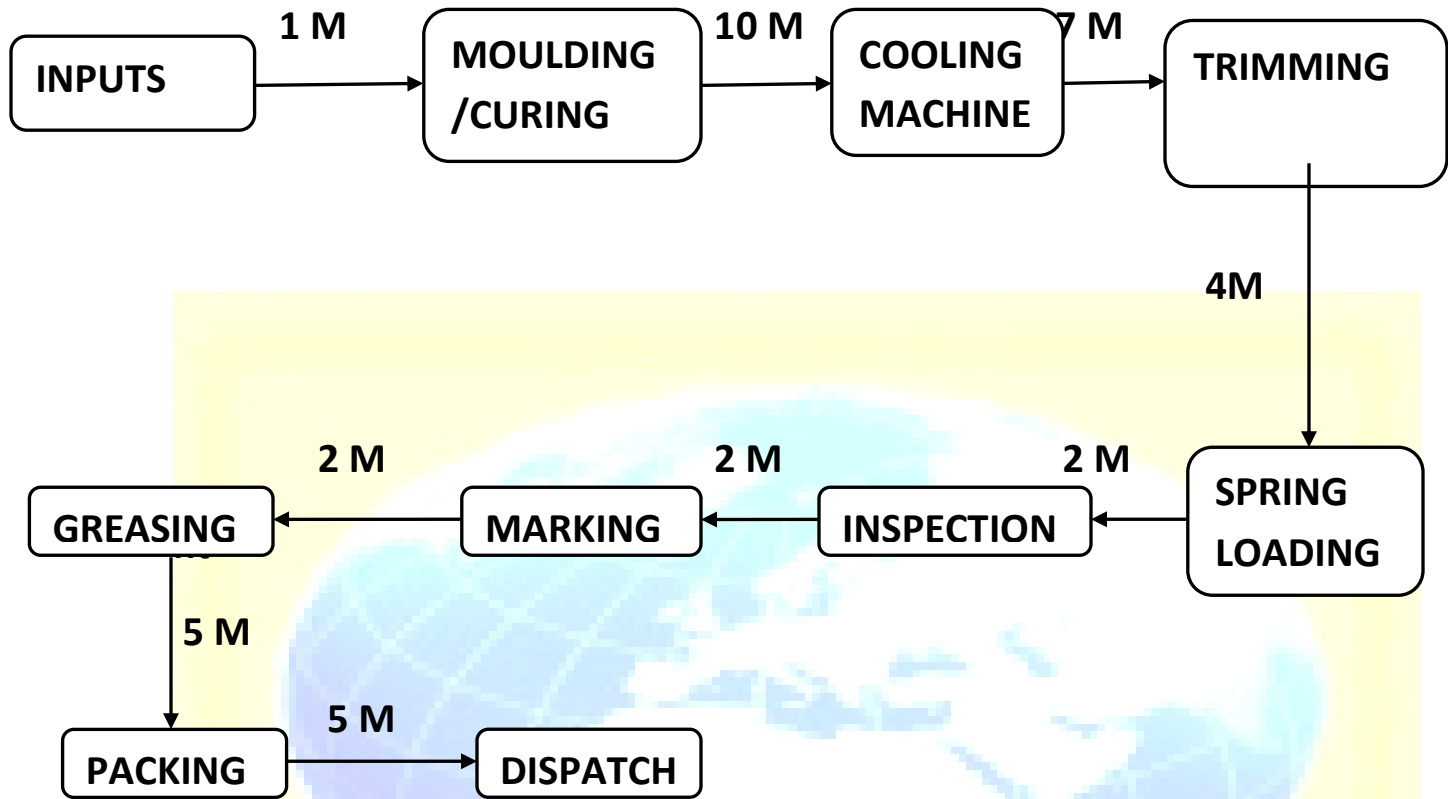 1 M
10 M
7 M
INPUTS
MOULDING
/CURING
COOLING
MACHINE
TRIMMING
4M
2 M
2 M
2 M
GREASING
MARKING
INSPECTION
SPRING
LOADING
5 M
5 M
PACKING
DISPATCH